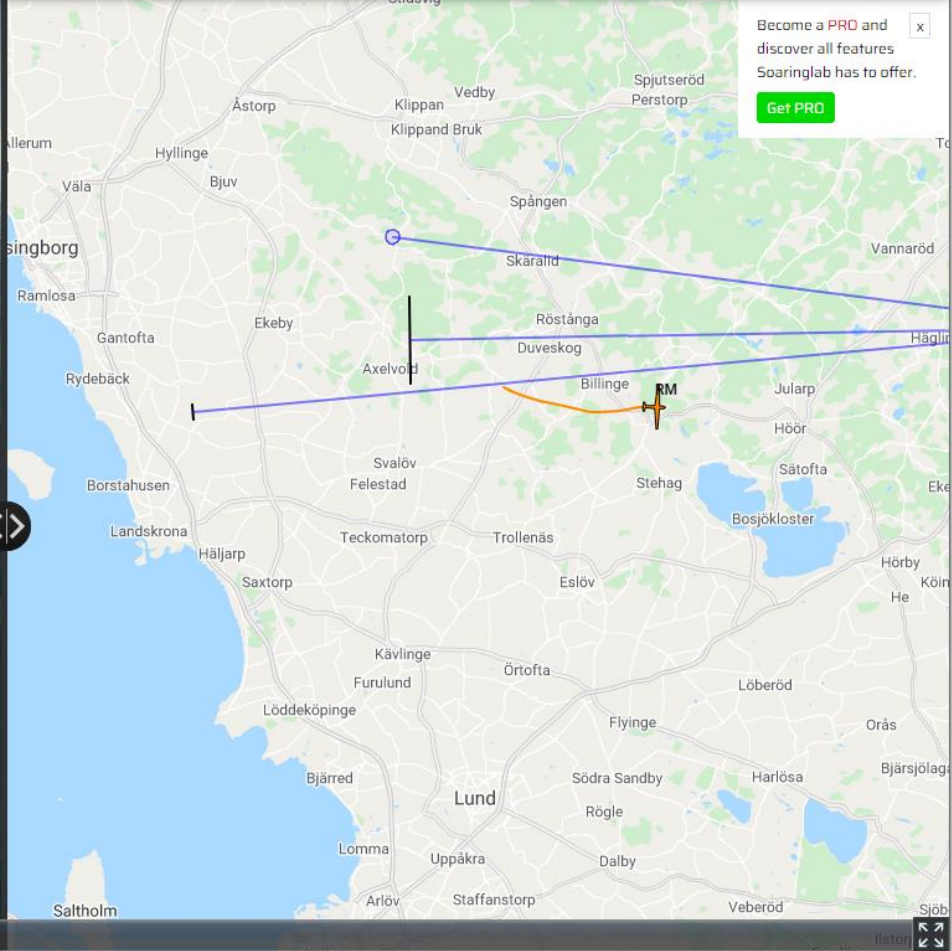 Become a PRO and
discover all features
Soaringlab has to offer.
x
Get PRO
Spjutseröd
Perstorp
Vedby
Klippan
Åstorp
Klippand Bruk
Allerum
Hyllinge
Väla
Bjuv
Spången
singborg
Skäralid
Vannaröd
Ramlosa
Ekeby
Röstånga
Gantofta
Duveskog
Häglin
Axelvold
Rydebäck
Billinge
RM
Jularp
Höör
Svalöv
Sätofta
Felestad
Stehag
Borstahusen
Eke
Bosjökloster
Landskrona
Teckomatorp
Trollenäs
Häljarp
Hörby
Saxtorp
Eslöv
Köin
He
Kävlinge
Örtofta
Furulund
Löberöd
Löddeköpinge
Flyinge
Orås
Bjärsjölaga
Bjärred
Södra Sandby
Harlösa
Lund
Rögle
Lomma
Uppåkra
Dalby
Arlöv
Staffanstorp
Saltholm
Veberöd
Sjöb